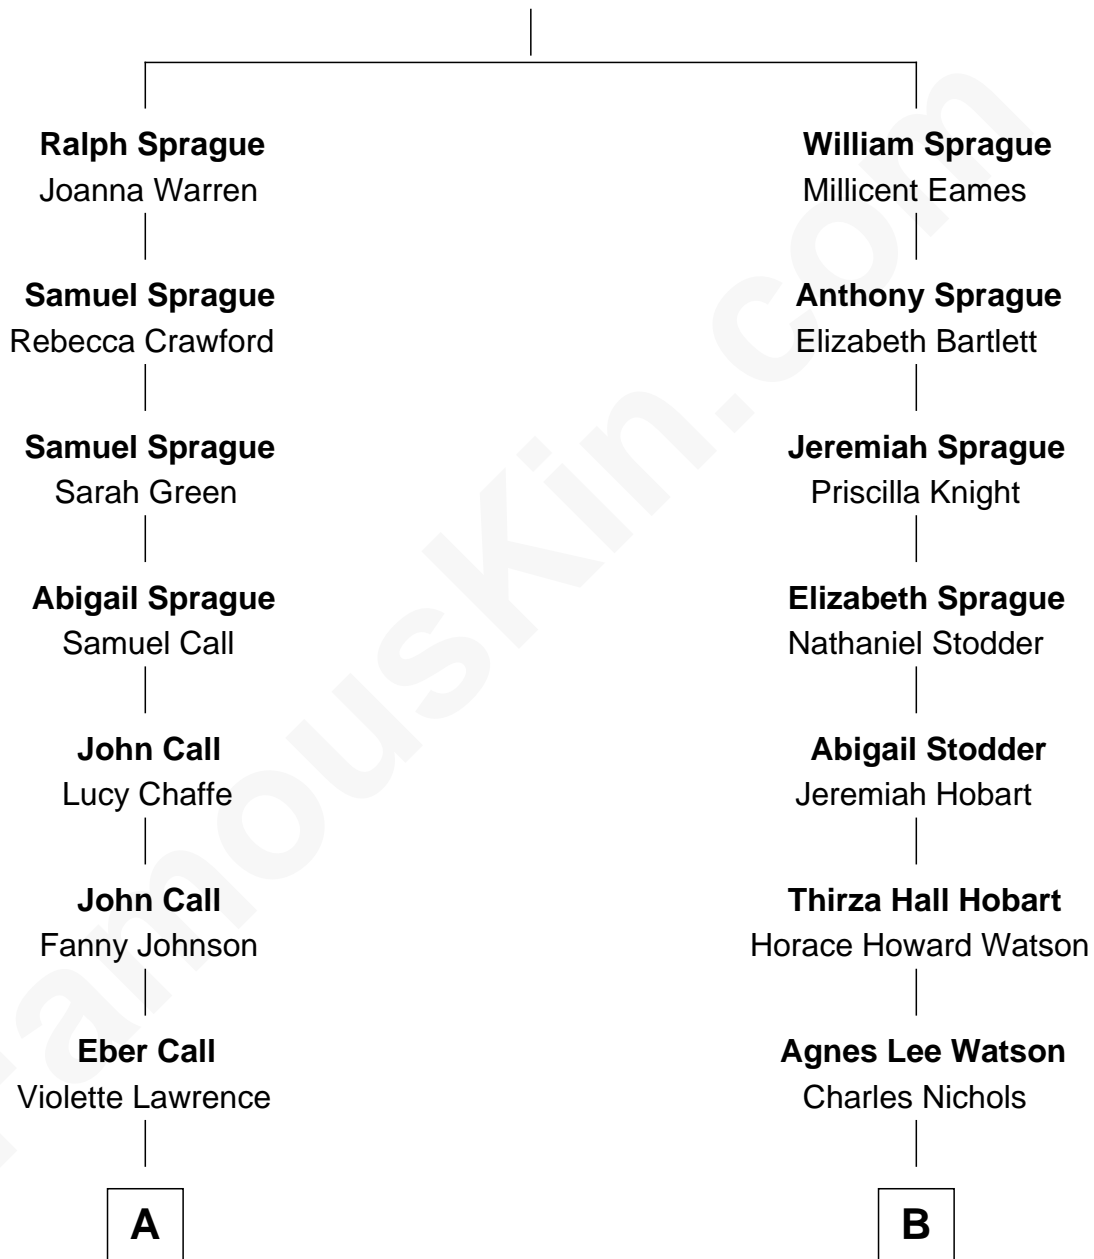 Ralph Sprague
Joanna Warren
Samuel Sprague
Rebecca Crawford
Samuel Sprague
Sarah Green
Abigail Sprague
Samuel Call
John Call
Lucy Chaffe
John Call
Fanny Johnson
Eber Call
Violette Lawrence
A
William Sprague
Millicent Eames
Anthony Sprague
Elizabeth Bartlett
Jeremiah Sprague
Priscilla Knight
Elizabeth Sprague
Nathaniel Stodder
Abigail Stodder
Jeremiah Hobart
Thirza Hall Hobart
Horace Howard Watson
Agnes Lee Watson
Charles Nichols
B
FamousKin.com